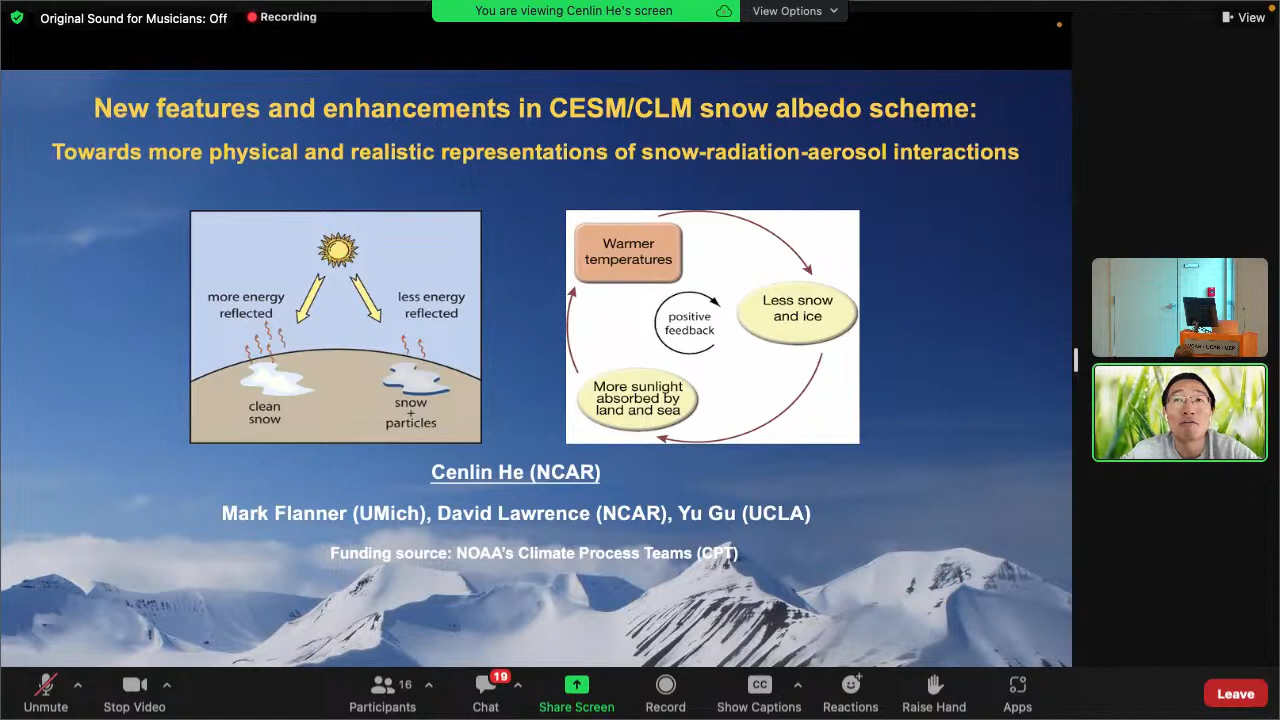 Original Sound for Musicians: Off
Recording
You are viewing Cenlin He's screen
View Options
View
New features and enhancements in CESM/CLM snow albedo scheme:
Towards more physical and realistic representations of snow-radiation-aerosol interactions
more energy
reflected
less energy
reflected
clean
snow
snow
+
particles
Warmer
temperatures
Less snow
and ice
positive
feedback
More sunlight
absorbed by
land and sea
Cenlin He (NCAR)
Mark Flanner (UMich), David Lawrence (NCAR), Yu Gu (UCLA)
Funding source: NOAA's Climate Process Teams (CPT)
Unmute
Stop Video
16
Participants
19
Chat
Share Screen
Record
CC
Show Captions
Reactions
Raise Hand
Apps
Leave